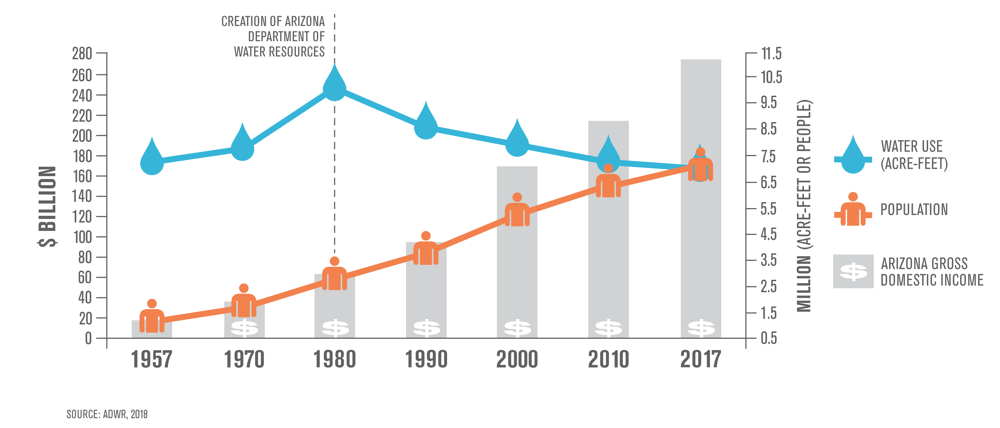 CREATION OF ARIZONA
DEPARTMENT OF
WATER RESOURCES
$ BILLION
280
260
240
220
200
180
160
140
120
100
80
60
40
20
0
11.5
10.5
9.5
8.5
7.5
6.5
5.5
4.5
3.5
2.5
1.5
0.5
MILLION (ACRE-FEET OR PEOPLE)
$ $ $ $ $ $
1957 1970 1980 1990 2000 2010 2017
WATER USE
(ACRE-FEET)
POPULATION
$
ARIZONA GROSS
DOMESTIC INCOME
SOURCE: ADWR, 2018